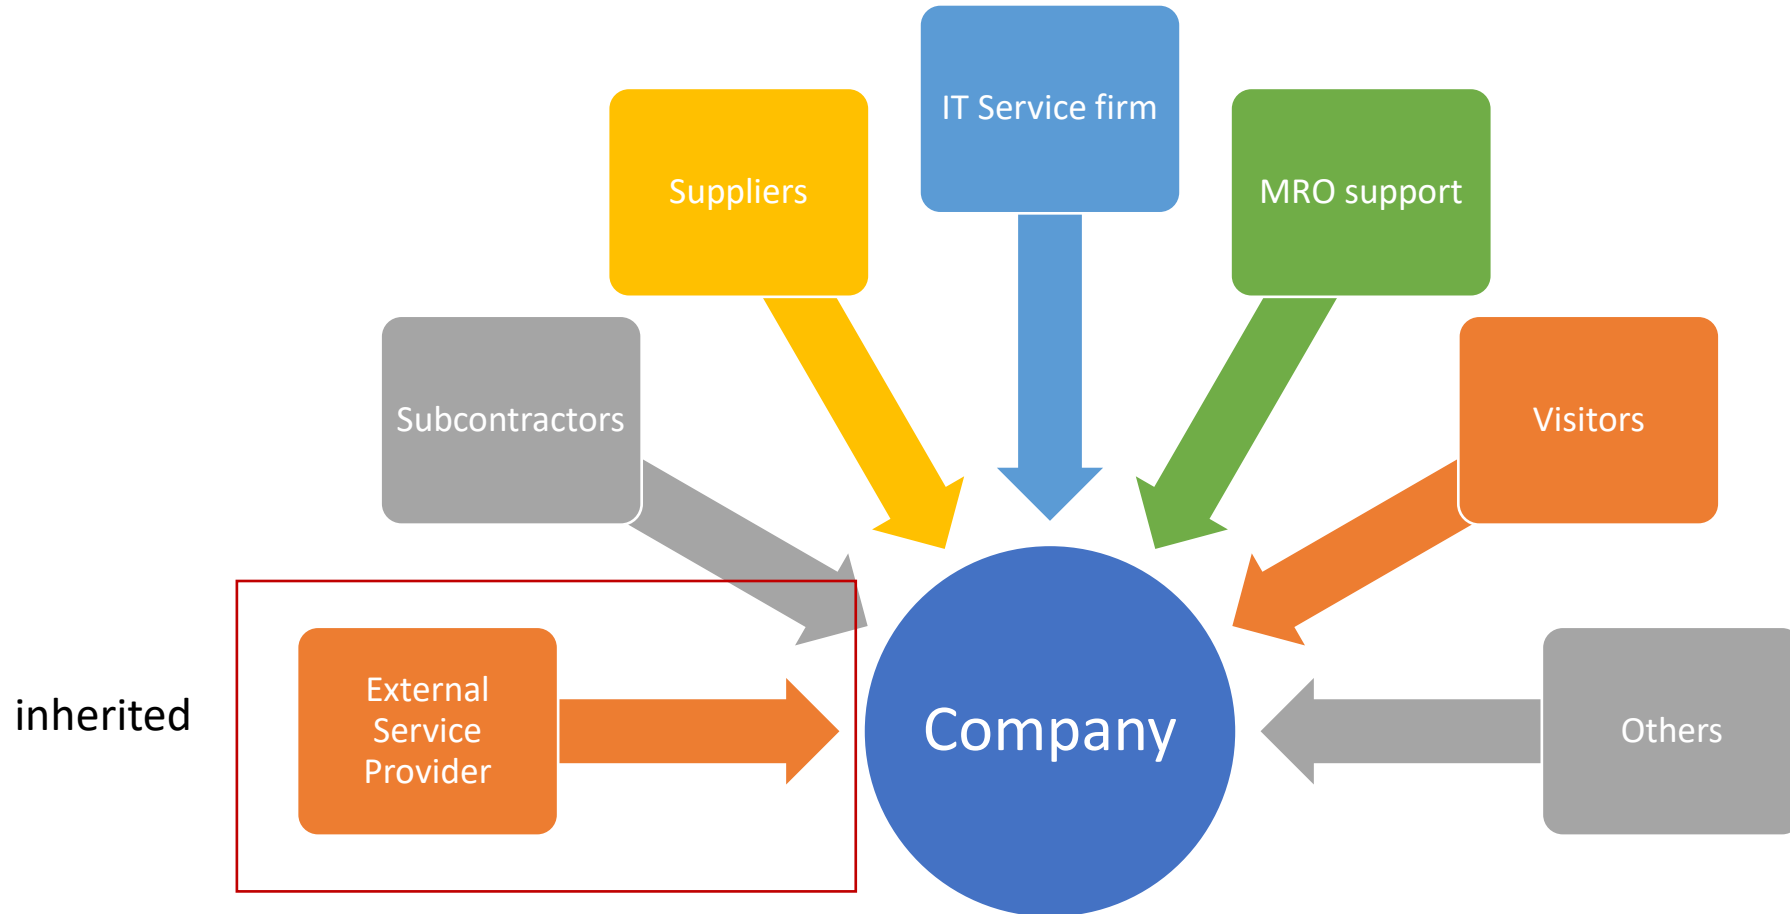 IT Service firm
Suppliers
MRO support
Subcontractors
Visitors
inherited
External
Service
Provider
Company
Others